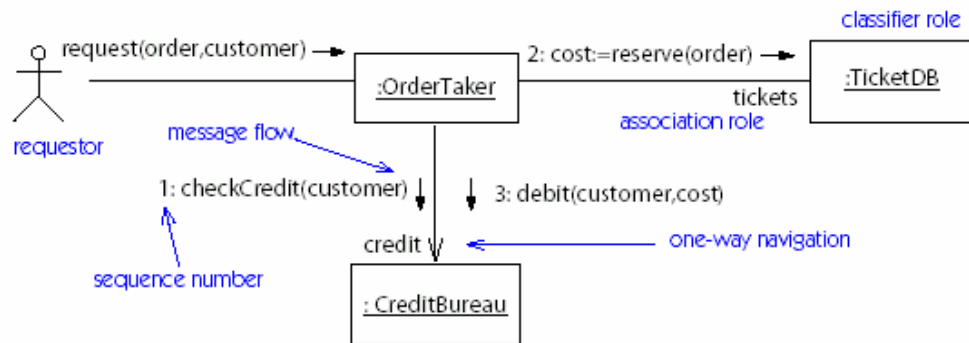 classifier role
request(order,customer)
2: cost:=reserve(order)
:OrderTaker
:TicketDB
tickets
association role
requestor
message flow
1: checkCredit(customer)
3: debit(customer,cost)
credit
one-way navigation
sequence number
: CreditBureau